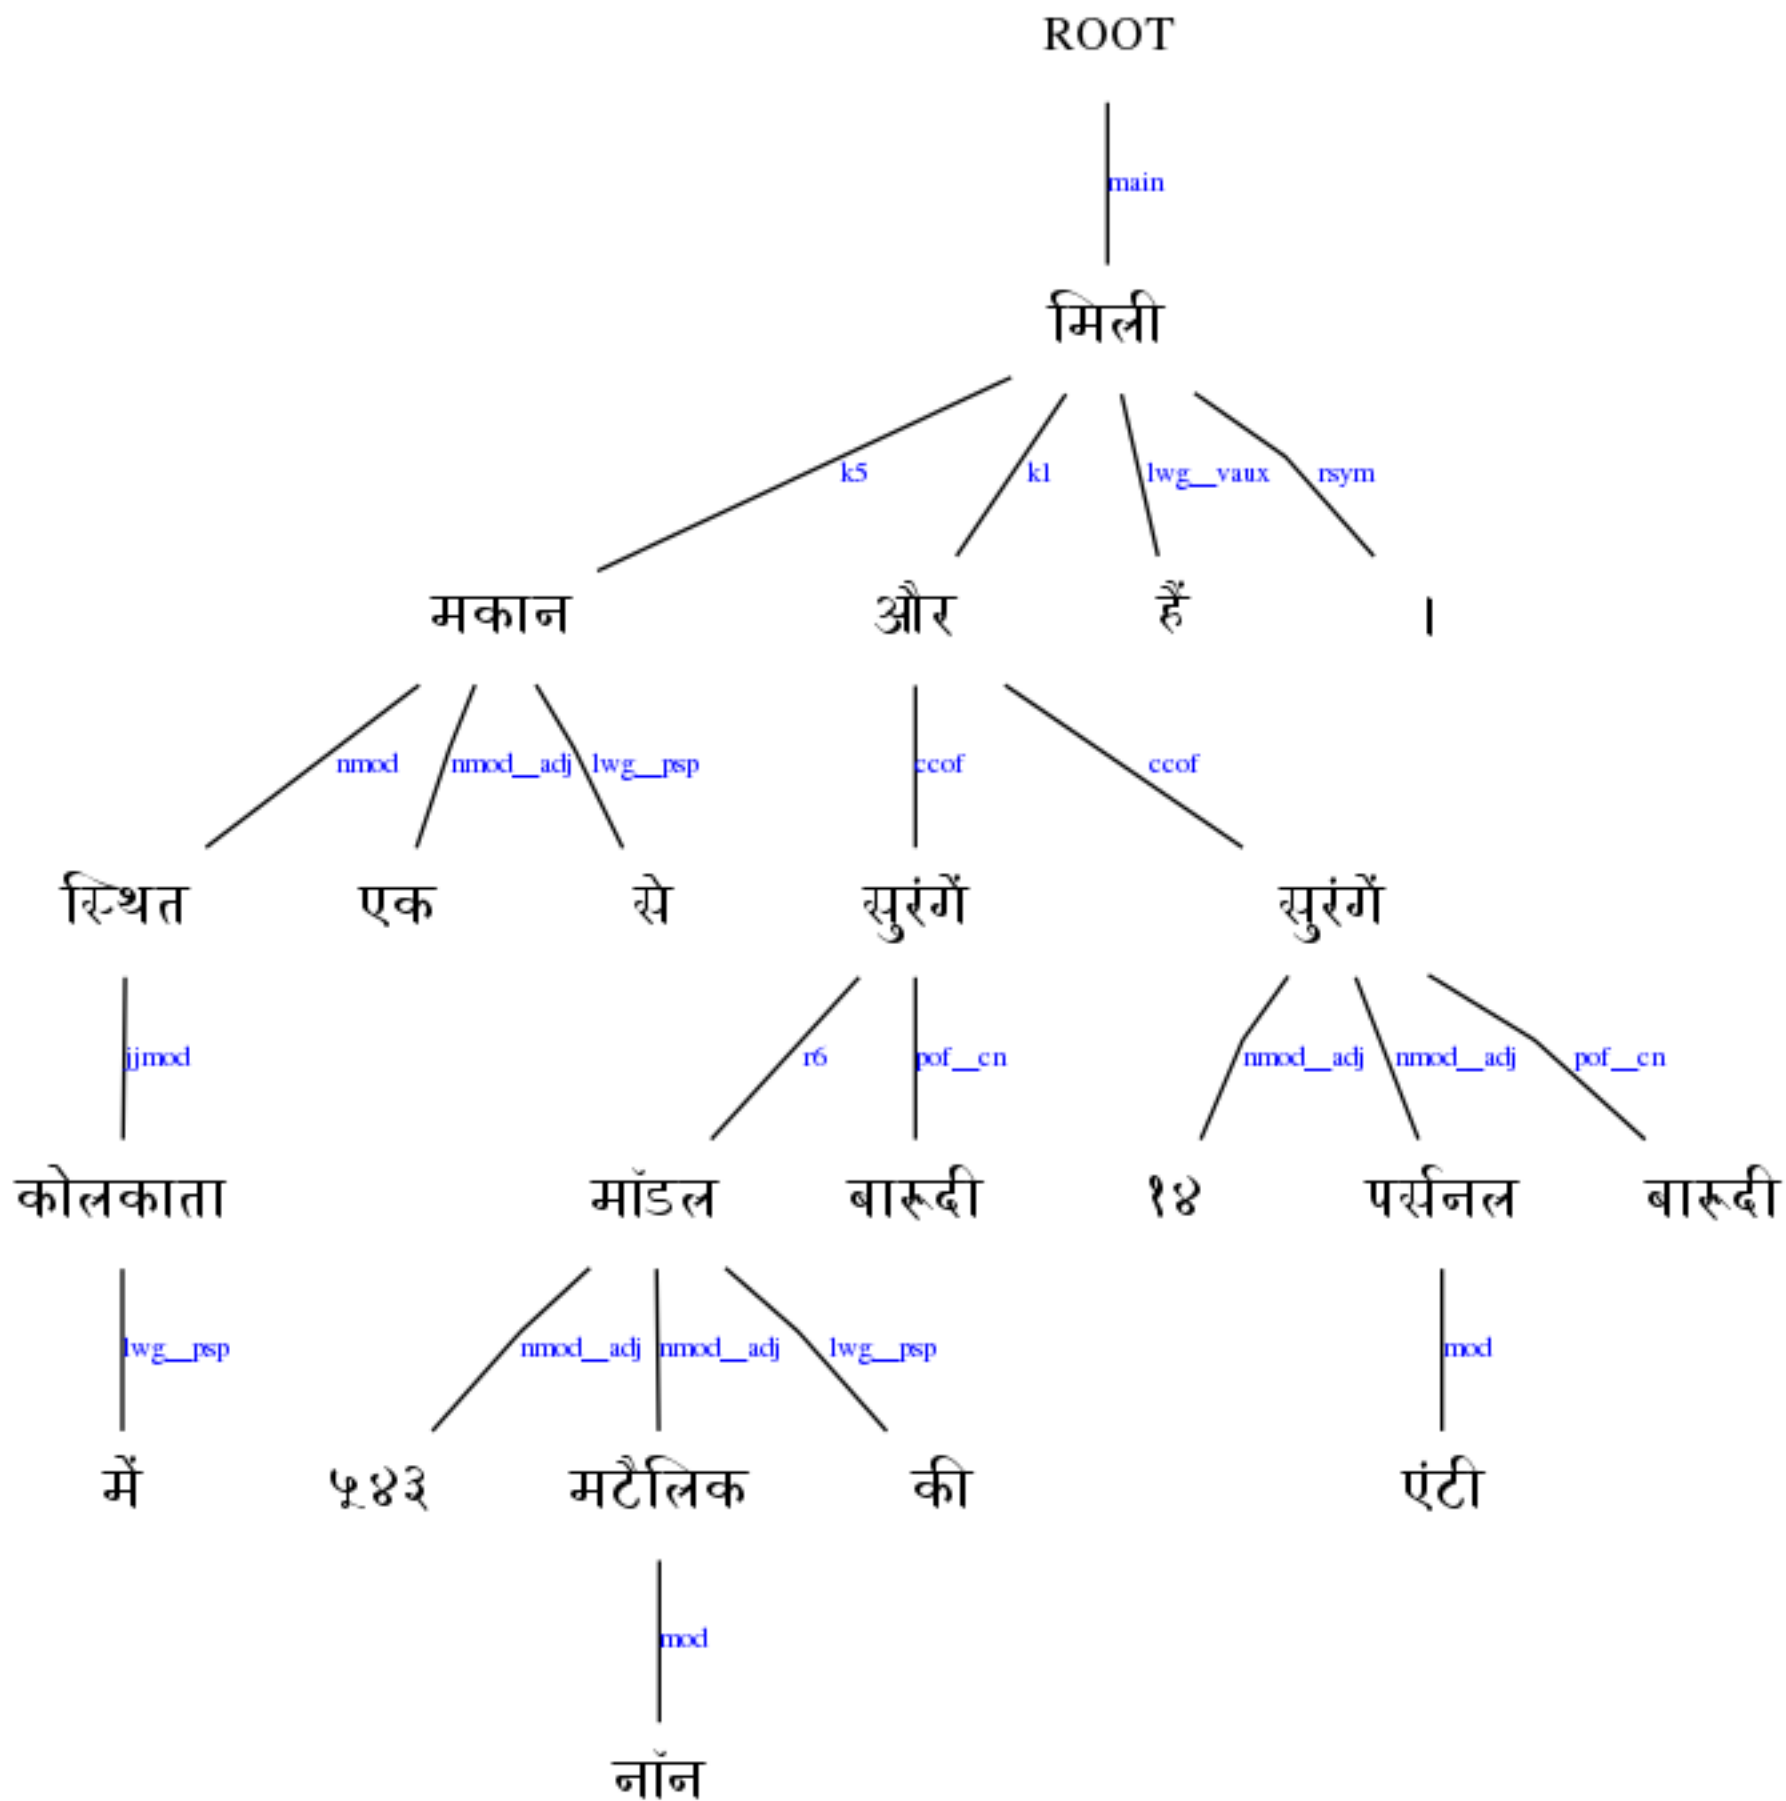 ROOT
main
मिली
k5 k1 lwg__vaux rsym
मकान और हैं ।
nmod nmod__adj lwg__psp ccof ccof
स्थित एक से सुरंगें सुरंगें
jjmod r6 pof__cn nmod__adj nmod__adj pof__cn
कोलकाता मॉडल बारूदी १४ पर्सनल बारूदी
lwg__psp nmod__adj nmod__adj lwg__psp mod
में ५४३ मटैलिक की एंटी
mod
नॉन